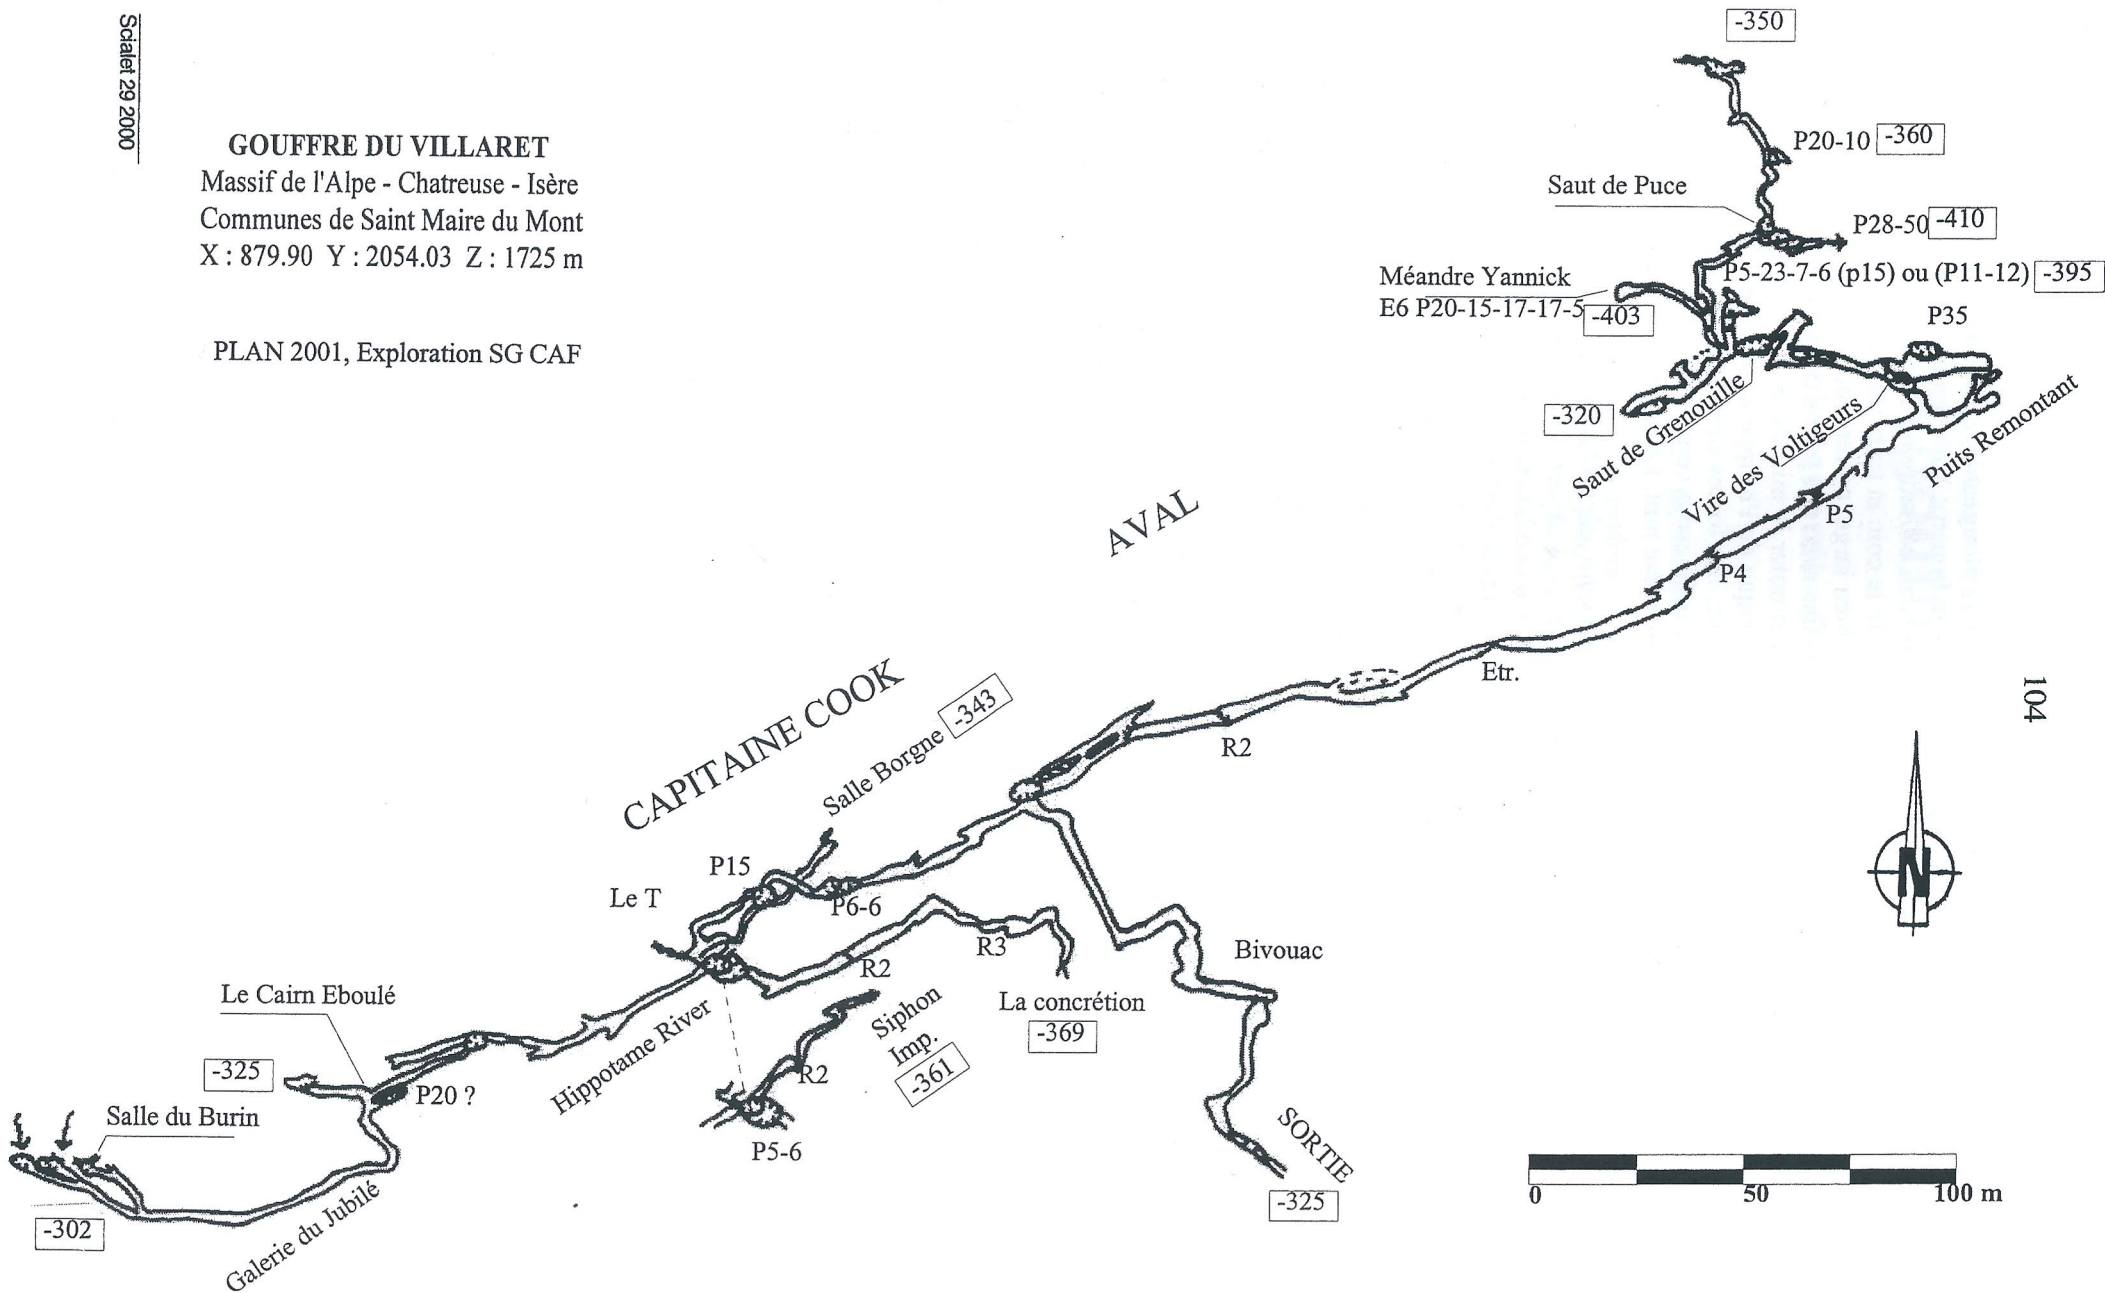 Scialet 29 2000
GOUFFRE DU VILLARET
Massif de l'Alpe - Chatreuse - Isère
Communes de Saint Maire du Mont
X : 879.90 Y : 2054.03 Z : 1725 m
PLAN 2001, Exploration SG CAF
-350
P20-10 -360
Saut de Puce
P28-50 -410
P5-23-7-6 (p15) ou (P11-12) -395
Méandre Yannick
E6 P20-15-17-17-5 -403
P35
-320
Saut de Grenouille
Vire des Voltigeurs
Puits Remontant
P5
P4
AVAL
Etr.
104
R2
CAPITAINE COOK
Salle Borgne -343
P15
Le T
P6-6
R3
R2
Bivouac
N
Le Cairn Eboulé
Hippotame River
Siphon
Imp.
-361
La concrétion
-369
-325
P20 ?
R2
Salle du Burin
P5-6
SORTIE
-325
-302
Galerie du Jubilé
0 50 100 m